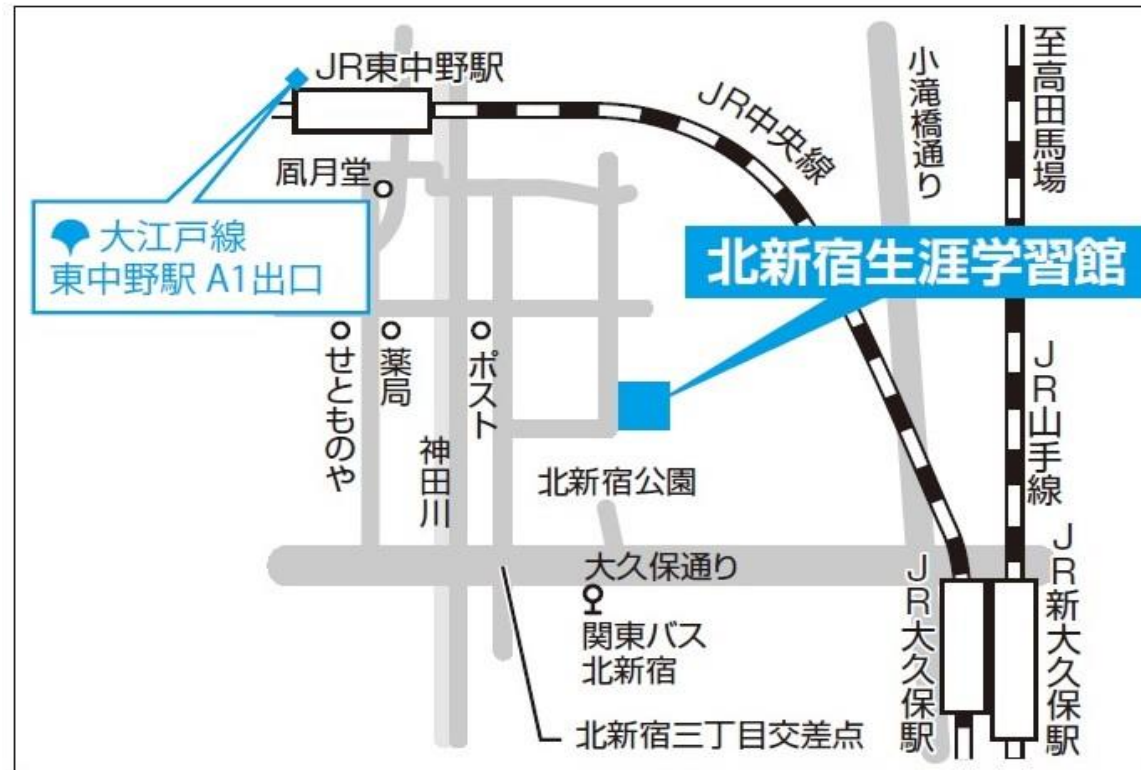 JR東中野駅
JR中央線
小滝橋通り
至高田馬場
凮月堂
大江戸線
東中野駅 A1出口
北新宿生涯学習館
せとものや
薬局
ポスト
神田川
北新宿公園
JR山手線
大久保通り
関東バス
北新宿
JR大久保駅
JR新大久保駅
北新宿三丁目交差点